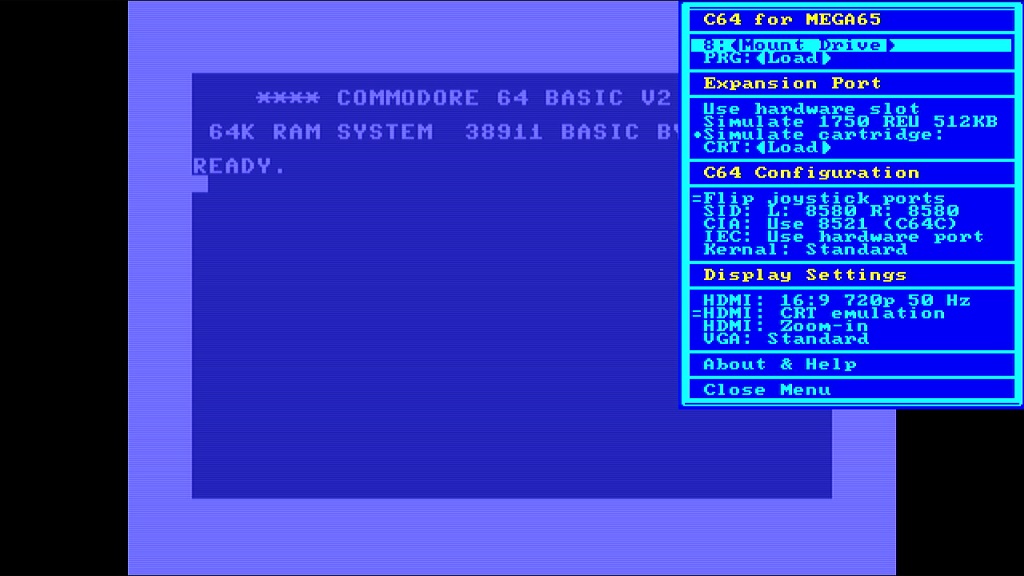 **** COMMODORE 64 BASIC V2
64K RAM SYSTEM 38911 BASIC
READY.
C64 for MEGA65
8:<Mount Drive>
PRG:<Load>
Expansion Port
Use hardware slot
Simulate 1750 REU 512KB
•Simulate cartridge:
CRT:<Load>
C64 Configuration
=Flip joystick ports
SID: L: 8580 R: 8580
CIA: Use 8521 (C64C)
IEC: Use hardware port
Kernal: Standard
Display Settings
HDMI: 16:9 720p 50 Hz
=HDMI: CRT emulation
HDMI: Zoom-in
VGA: Standard
About & Help
Close Menu